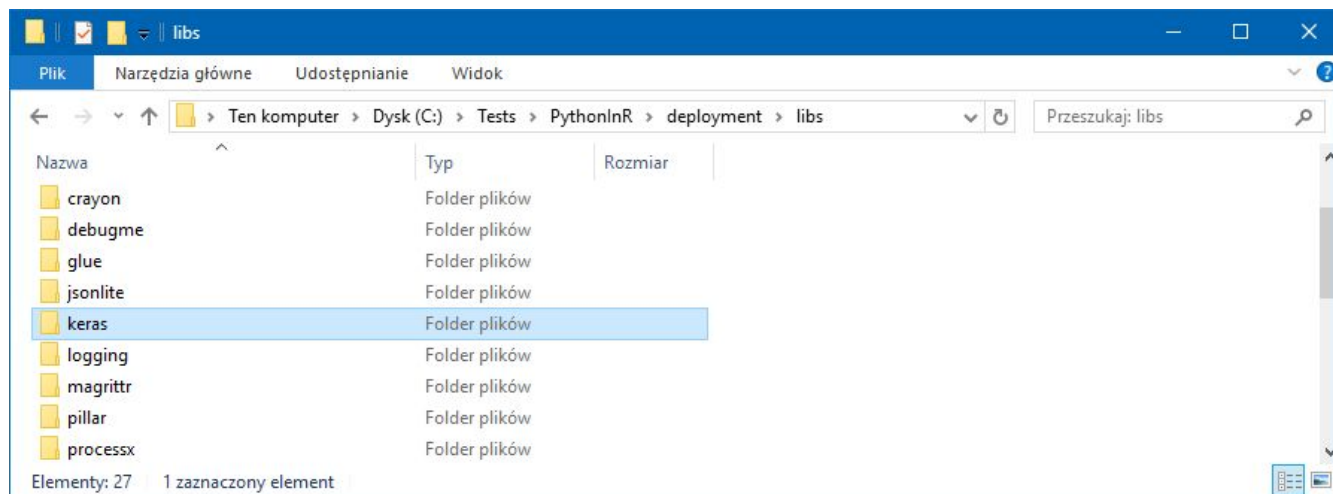 libs
Plik Narzędzia główne Udostępnianie Widok
Ten komputer > Dysk (C:) > Tests > PythonInR > deployment > libs Przeszukaj: libs
Nazwa Typ Rozmiar
crayon Folder plików
debugme Folder plików
glue Folder plików
jsonlite Folder plików
keras Folder plików
logging Folder plików
magrittr Folder plików
pillar Folder plików
processx Folder plików
Elementy: 27 1 zaznaczony element